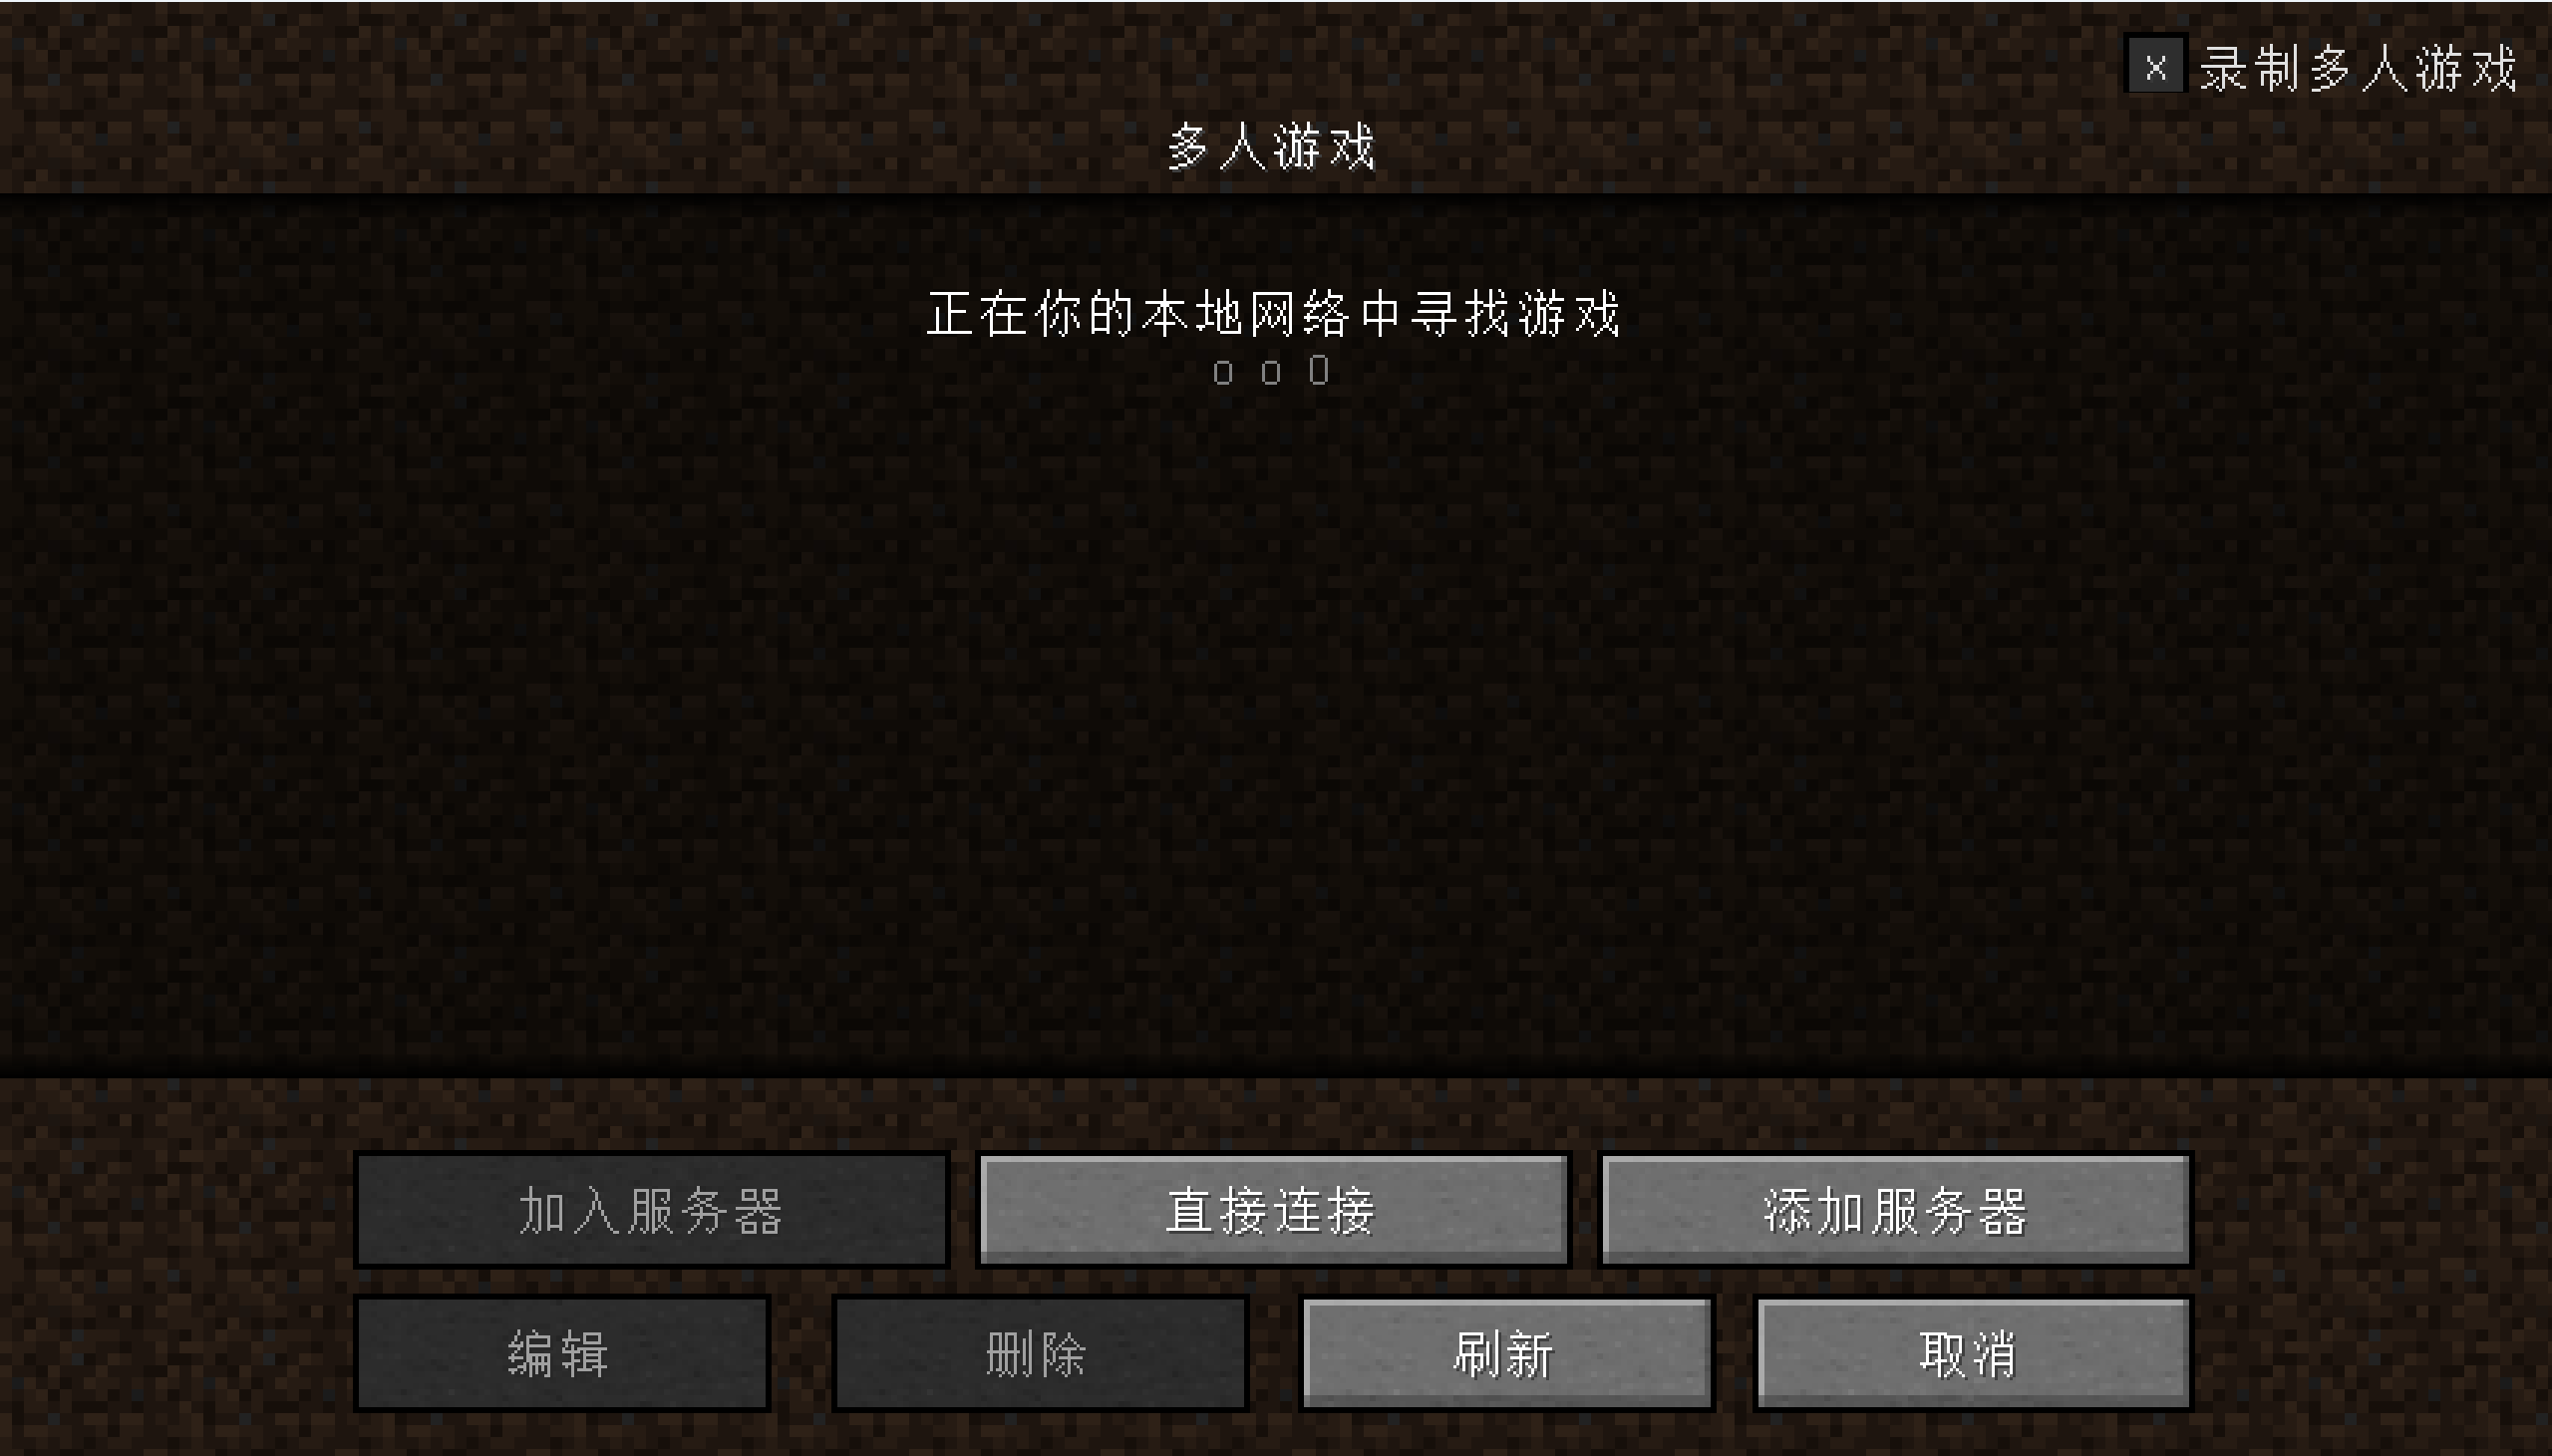 x 录制多人游戏
多人游戏
正在你的本地网络中寻找游戏
o o O
加入服务器 直接连接 添加服务器
编辑 删除 刷新 取消